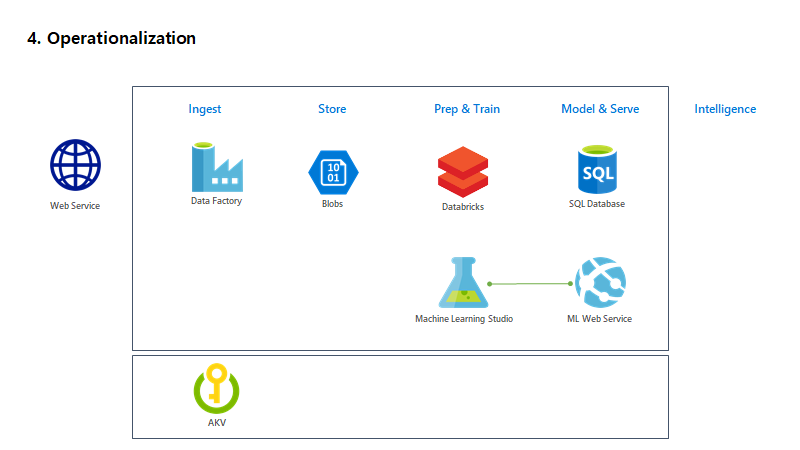 4. Operationalization
Ingest
Store
Prep & Train
Model & Serve
Intelligence
10
01
SQL
Web Service
Data Factory
Blobs
Databricks
SQL Database
Machine Learning Studio
ML Web Service
AKV